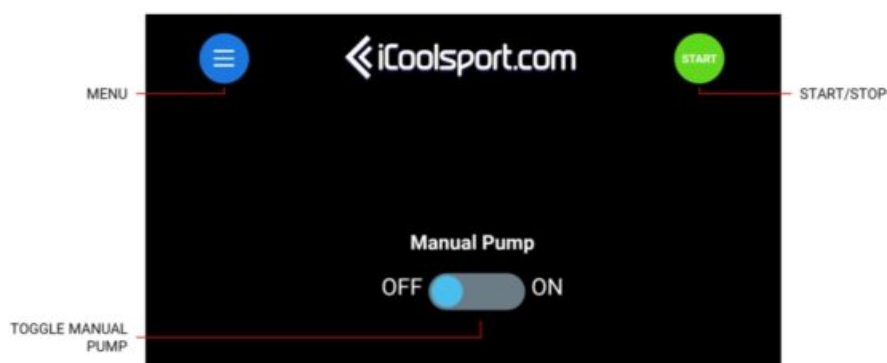 iCoolsport.com
START
MENU
START/STOP
Manual Pump
OFF ON
TOGGLE MANUAL
PUMP